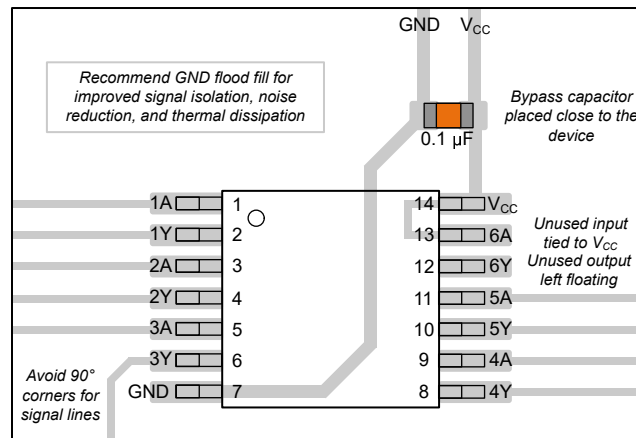 GND VCC
Recommend GND flood fill for
improved signal isolation, noise
reduction, and thermal dissipation
Bypass capacitor
placed close to the
device
0.1 µF
1A 1 14 VCC
1Y 2 13 6A
2A 3 12 6Y
2Y 4 11 5A
3A 5 10 5Y
3Y 6 9 4A
GND 7 8 4Y
Unused input
tied to VCC
Unused output
left floating
Avoid 90°
corners for
signal lines